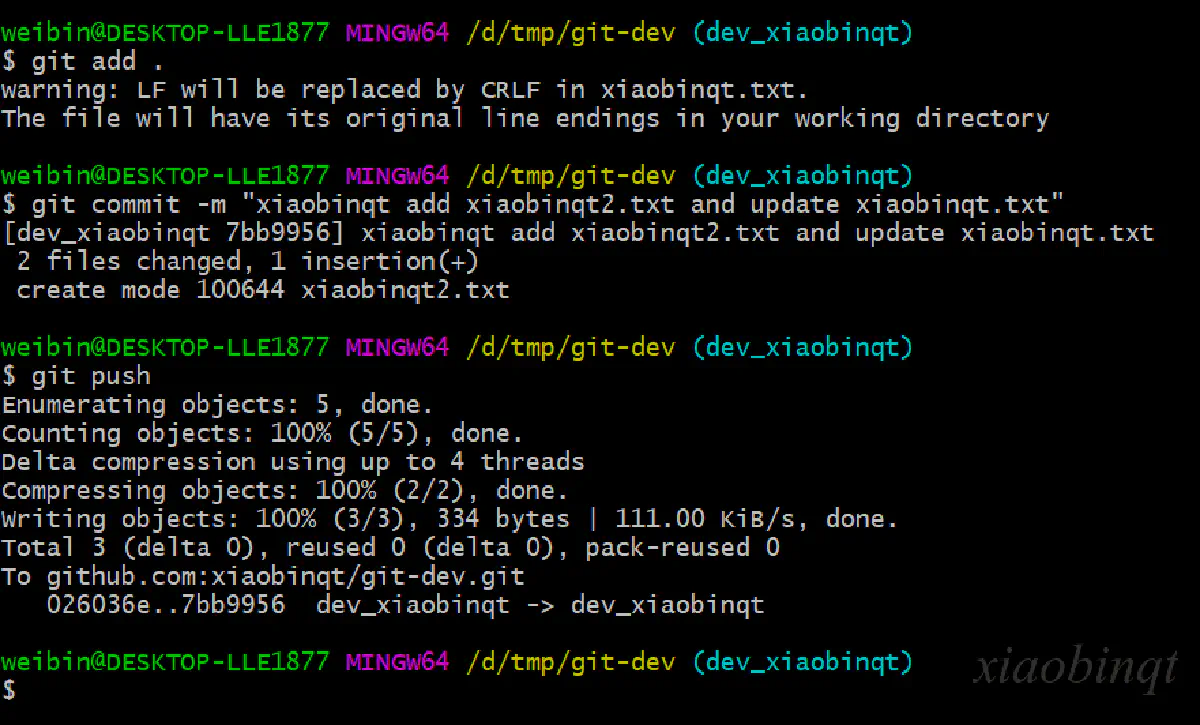 weibin@DESKTOP-LLE1877 MINGW64 /d/tmp/git-dev (dev_xiaobinqt)
$ git add .
warning: LF will be replaced by CRLF in xiaobinqt.txt.
The file will have its original line endings in your working directory
weibin@DESKTOP-LLE1877 MINGW64 /d/tmp/git-dev (dev_xiaobinqt)
$ git commit -m "xiaobinqt add xiaobinqt2.txt and update xiaobinqt.txt"
[dev_xiaobinqt 7bb9956] xiaobinqt add xiaobinqt2.txt and update xiaobinqt.txt
 2 files changed, 1 insertion(+)
 create mode 100644 xiaobinqt2.txt
weibin@DESKTOP-LLE1877 MINGW64 /d/tmp/git-dev (dev_xiaobinqt)
$ git push
Enumerating objects: 5, done.
Counting objects: 100% (5/5), done.
Delta compression using up to 4 threads
Compressing objects: 100% (2/2), done.
Writing objects: 100% (3/3), 334 bytes | 111.00 KiB/s, done.
Total 3 (delta 0), reused 0 (delta 0), pack-reused 0
To github.com:xiaobinqt/git-dev.git
   026036e..7bb9956  dev_xiaobinqt -> dev_xiaobinqt
weibin@DESKTOP-LLE1877 MINGW64 /d/tmp/git-dev (dev_xiaobinqt)
$
xiaobinqt